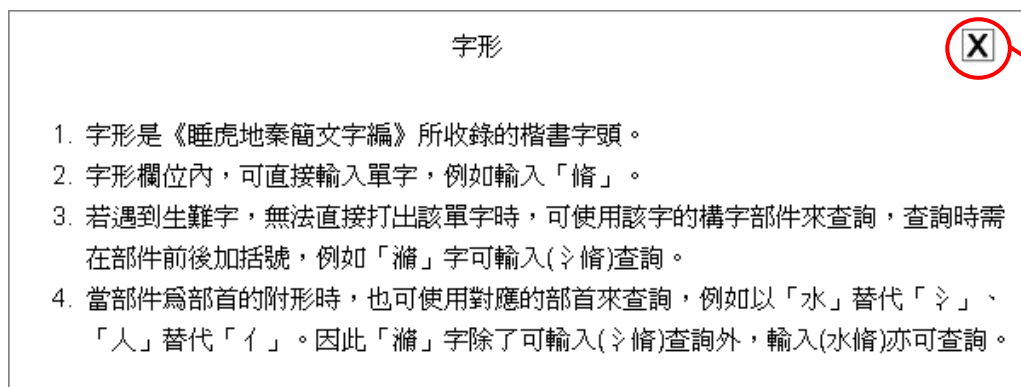 字形
X
1. 字形是《睡虎地秦簡文字編》所收錄的楷書字頭。
2. 字形欄位內，可直接輸入單字，例如輸入「脩」。
3. 若遇到生難字，無法直接打出該單字時，可使用該字的構字部件來查詢，查詢時需
在部件前後加括號，例如「滫」字可輸入(氵脩)查詢。
4. 當部件為部首的附形時，也可使用對應的部首來查詢，例如以「水」替代「氵」、
「人」替代「亻」。因此「滫」字除了可輸入(氵脩)查詢外，輸入(水脩)亦可查詢。